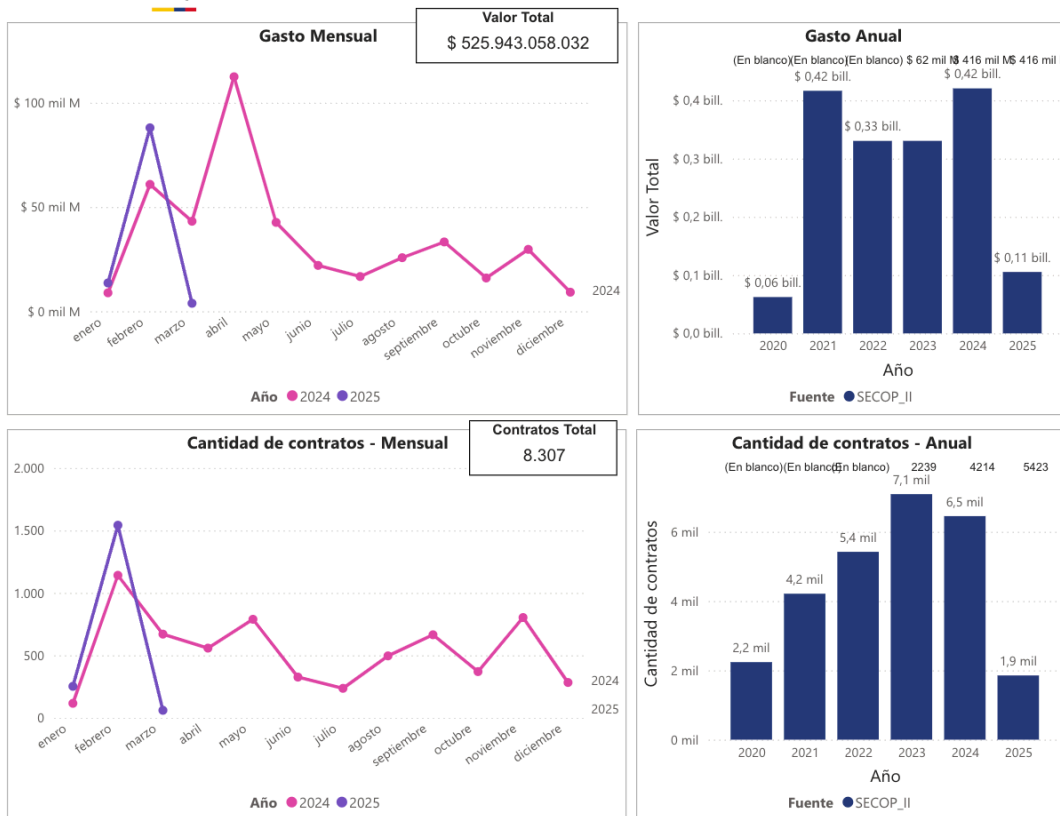 Gasto Mensual
Valor Total
$ 525.943.058.032
$ 100 mil M
$ 50 mil M
$ 0 mil M
2024
enero
febrero
marzo
abril
mayo
junio
julio
agosto
septiembre
octubre
noviembre
diciembre
Año 2024 2025
Gasto Anual
(En blanco) (En blanco) (En blanco) $ 62 mil M $ 416 mil M $ 416 mil
$ 0,42 bill.
$ 0,42 bill.
$ 0,33 bill.
$ 0,06 bill.
$ 0,11 bill.
Valor Total
$ 0,4 bill.
$ 0,3 bill.
$ 0,2 bill.
$ 0,1 bill.
$ 0,0 bill.
2020 2021 2022 2023 2024 2025
Año
Fuente SECOP_II
Cantidad de contratos - Mensual
Contratos Total
8.307
2.000
1.500
1.000
500
0
2024
2025
enero
febrero
marzo
abril
mayo
junio
julio
agosto
septiembre
octubre
noviembre
diciembre
Año 2024 2025
Cantidad de contratos - Anual
(En blanco) (En blanco) (En blanco) 2239 4214 5423
7,1 mil
6,5 mil
5,4 mil
4,2 mil
2,2 mil
1,9 mil
Cantidad de contratos
6 mil
4 mil
2 mil
0 mil
2020 2021 2022 2023 2024 2025
Año
Fuente SECOP_II